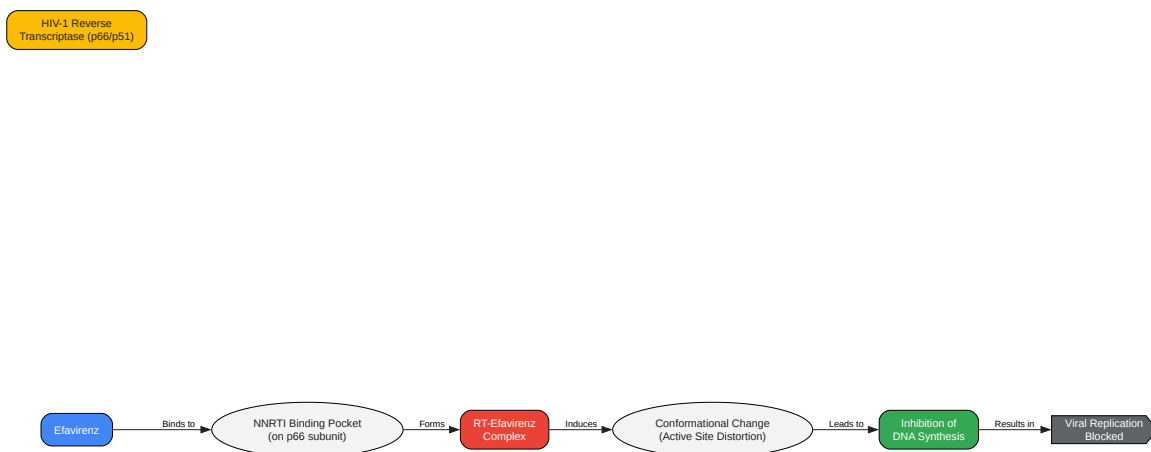 HIV-1 Reverse
Transcriptase (p66/p51)
Efavirenz
Binds to
NNRTI Binding Pocket
(on p66 subunit)
Forms
RT-Efavirenz
Complex
Induces
Conformational Change
(Active Site Distortion)
Leads to
Inhibition of
DNA Synthesis
Results in
Viral Replication
Blocked